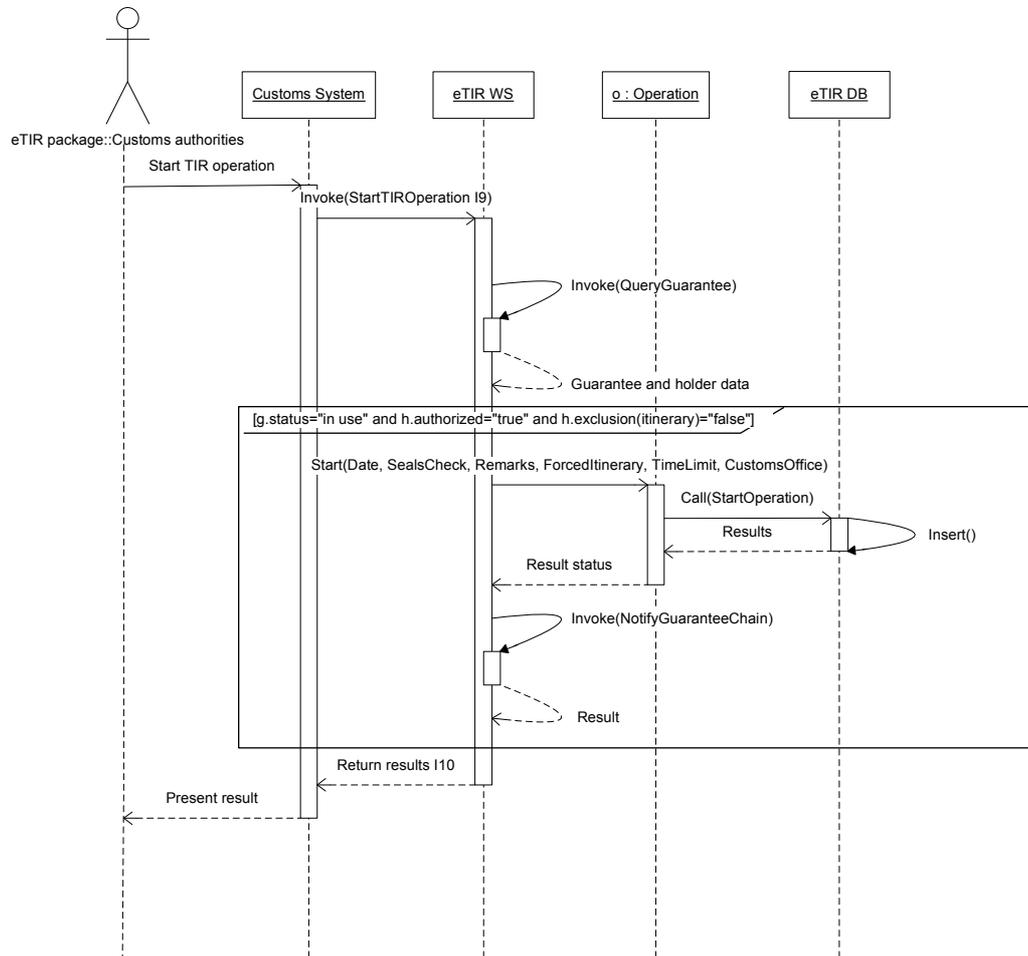 Customs System
eTIR WS
o : Operation
eTIR DB
eTIR package::Customs authorities
Start TIR operation
Invoke(StartTIROperation I9)
Invoke(QueryGuarantee)
Guarantee and holder data
[g.status="in use" and h.authorized="true" and h.exclusion(itinerary)="false"]
Start(Date, SealsCheck, Remarks, ForcedItinerary, TimeLimit, CustomsOffice)
Call(StartOperation)
Results
Insert()
Result status
Invoke(NotifyGuaranteeChain)
Result
Return results I10
Present result